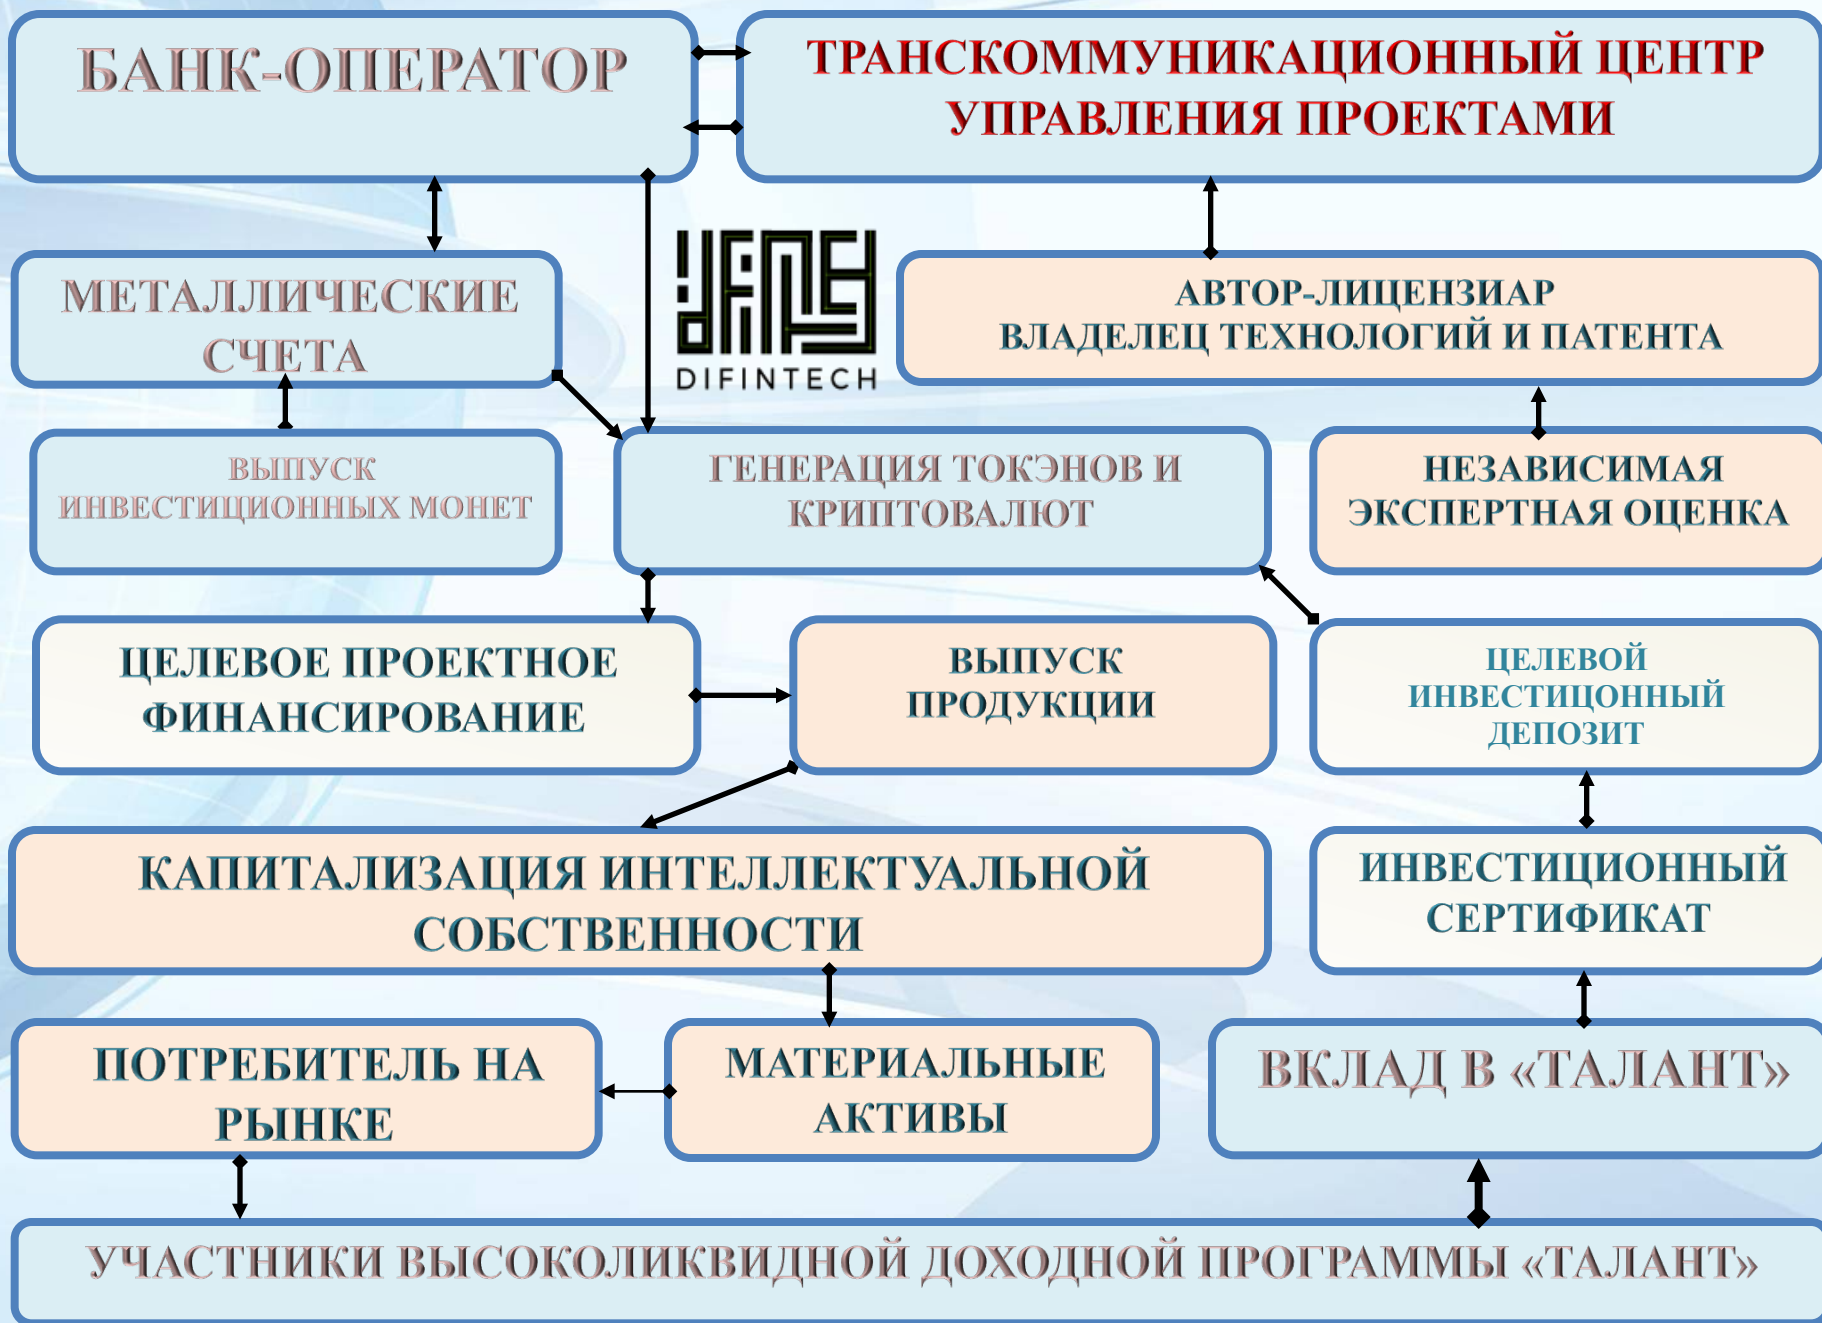 БАНК-ОПЕРАТОР
ТРАНСКОММУНИКАЦИОННЫЙ ЦЕНТР
УПРАВЛЕНИЯ ПРОЕКТАМИ
МЕТАЛЛИЧЕСКИЕ
СЧЕТА
DIFINTECH
АВТОР-ЛИЦЕНЗИАР
ВЛАДЕЛЕЦ ТЕХНОЛОГИЙ И ПАТЕНТА
ВЫПУСК
ИНВЕСТИЦИОННЫХ МОНЕТ
ГЕНЕРАЦИЯ ТОКЭНОВ И
КРИПТОВАЛЮТ
НЕЗАВИСИМАЯ
ЭКСПЕРТНАЯ ОЦЕНКА
ЦЕЛЕВОЕ ПРОЕКТНОЕ
ФИНАНСИРОВАНИЕ
ВЫПУСК
ПРОДУКЦИИ
ЦЕЛЕВОЙ
ИНВЕСТИЦОННЫЙ
ДЕПОЗИТ
КАПИТАЛИЗАЦИЯ ИНТЕЛЛЕКТУАЛЬНОЙ
СОБСТВЕННОСТИ
ИНВЕСТИЦИОННЫЙ
СЕРТИФИКАТ
ПОТРЕБИТЕЛЬ НА
РЫНКЕ
МАТЕРИАЛЬНЫЕ
АКТИВЫ
ВКЛАД В «ТАЛАНТ»
УЧАСТНИКИ ВЫСОКОЛИКВИДНОЙ ДОХОДНОЙ ПРОГРАММЫ «ТАЛАНТ»